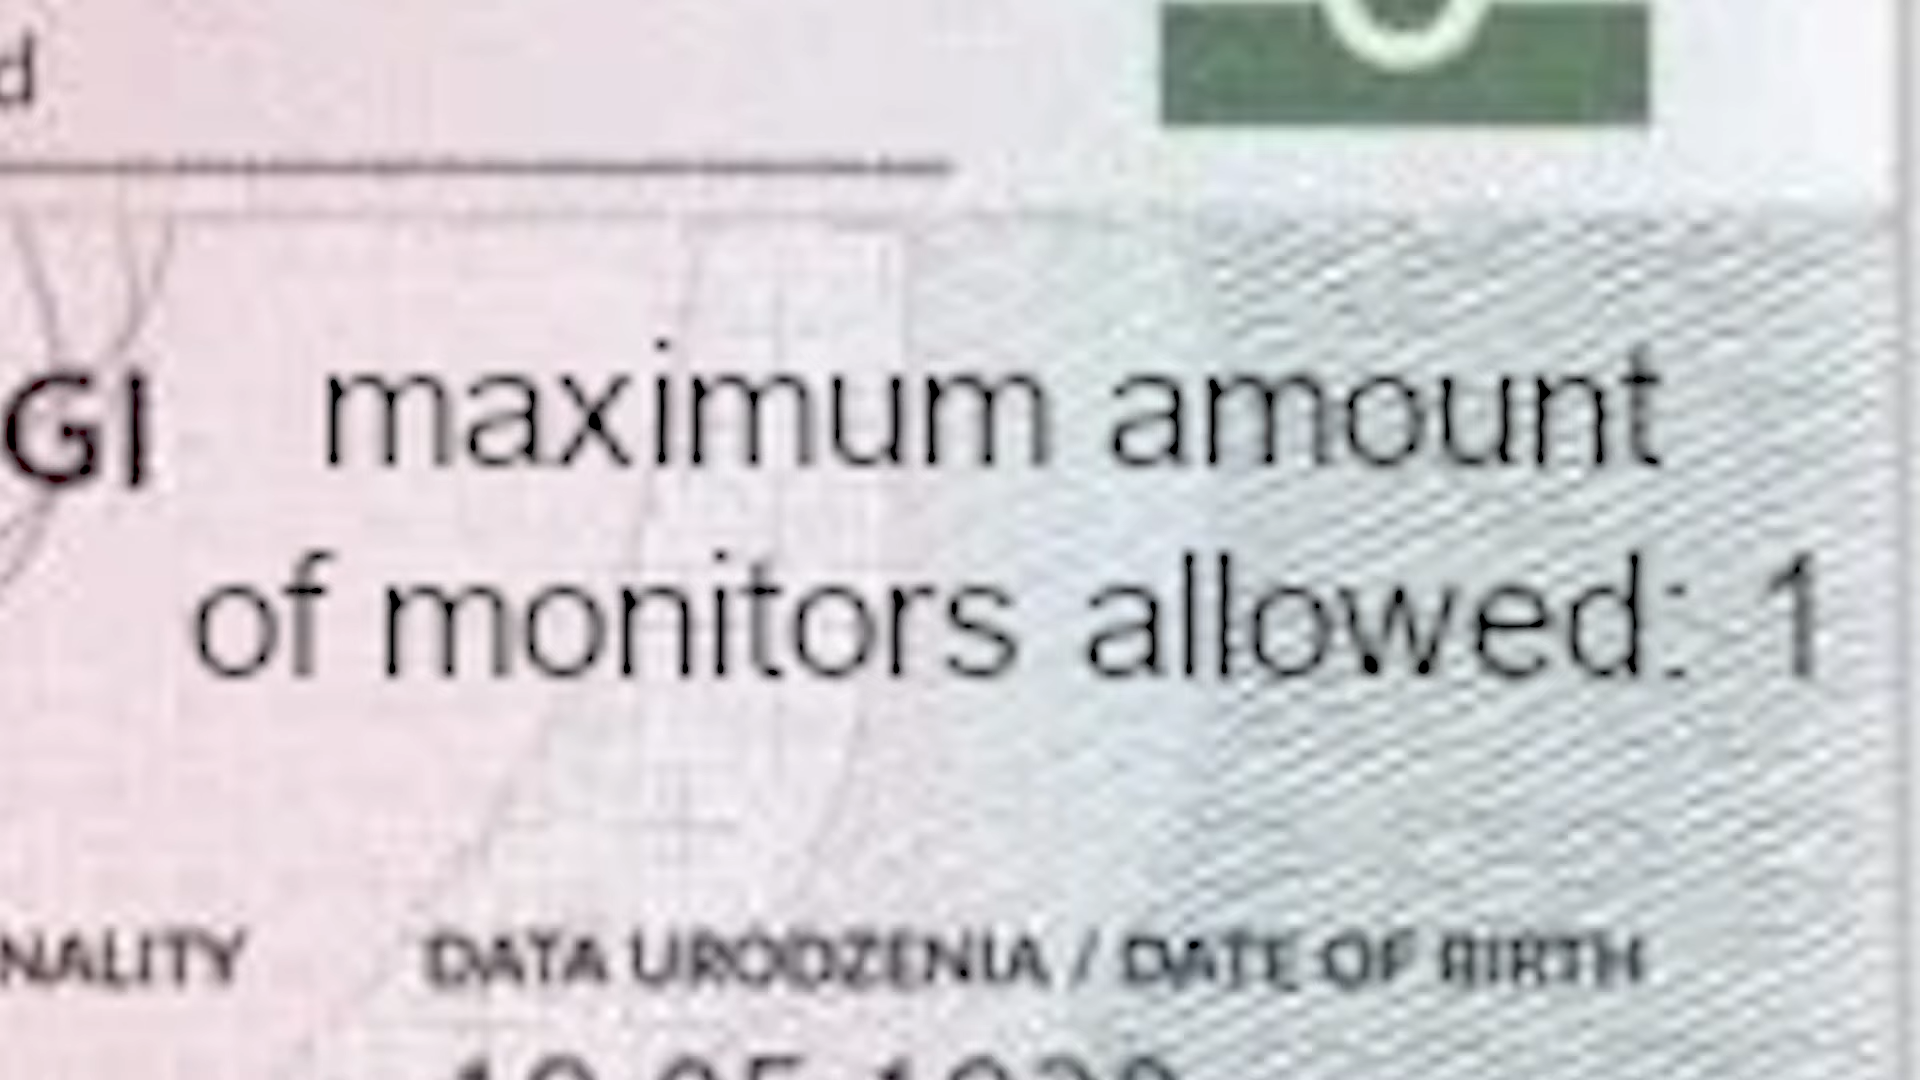 d
GI maximum amount
of monitors allowed: 1
NALITY DATA URODZENIA / DATE OF BIRTH